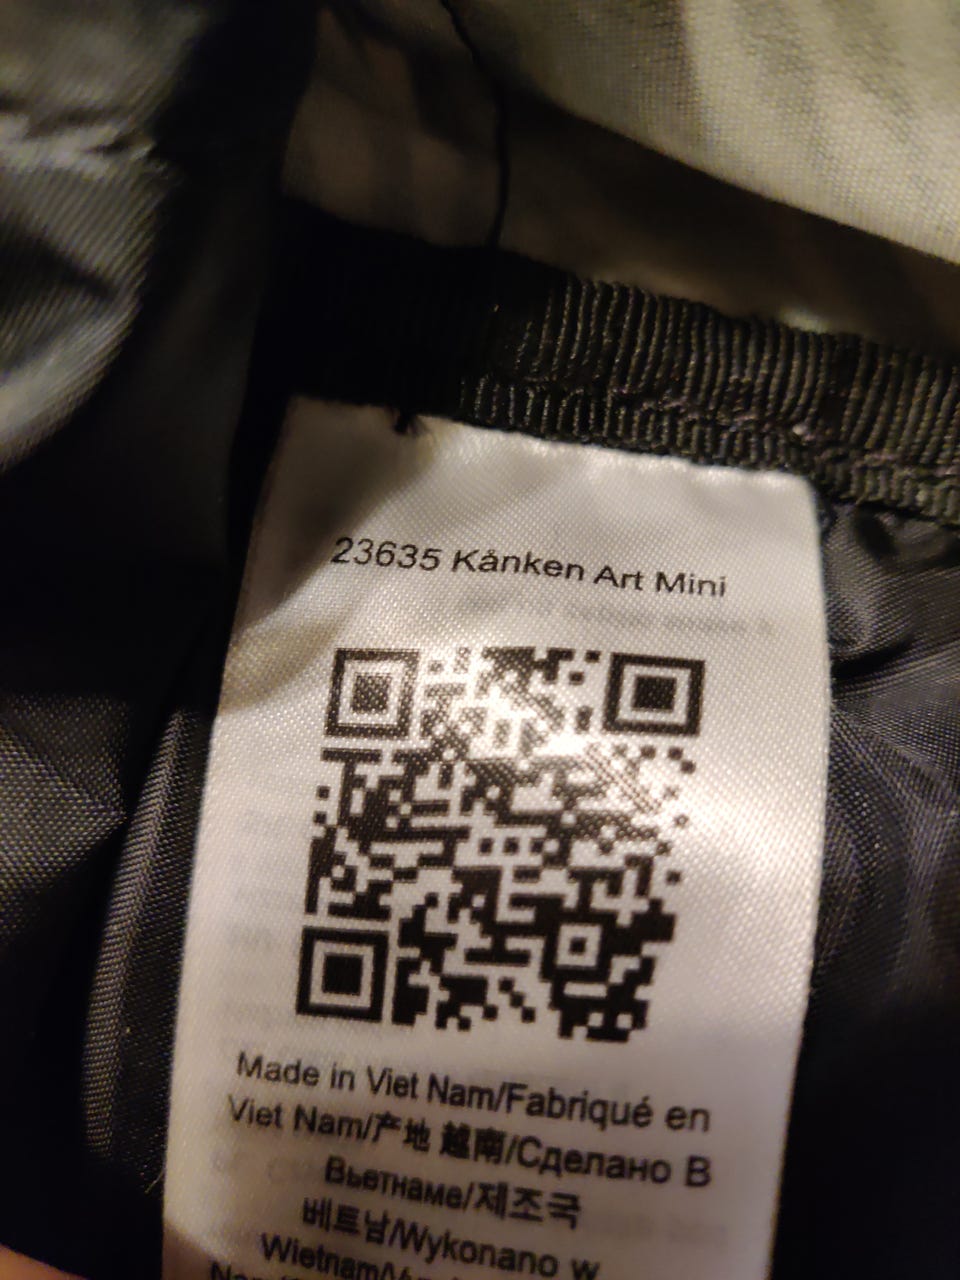 23635 Kånken Art Mini
Made in Viet Nam/Fabriqué en
Viet Nam/产地 越南/Сделано В
Вьетнаме/제조국
베트남/Wykonano w
Wietnam